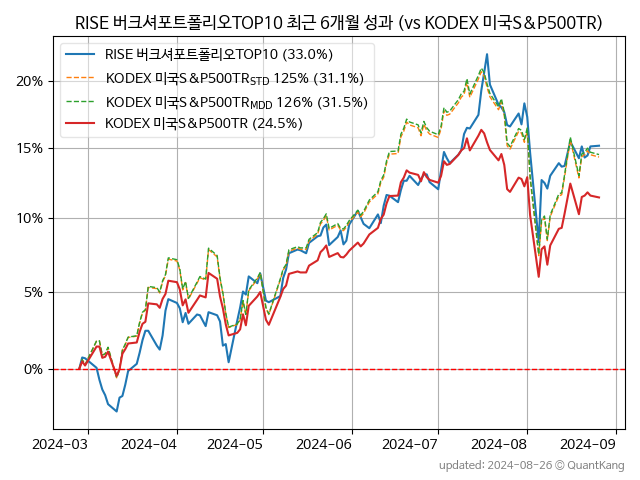 RISE 버크셔포트폴리오TOP10 최근 6개월 성과 (vs KODEX 미국S&P500TR)
RISE 버크셔포트폴리오TOP10 (33.0%)
KODEX 미국S&P500TR_STD 125% (31.1%)
KODEX 미국S&P500TR_MDD 126% (31.5%)
KODEX 미국S&P500TR (24.5%)
20%
15%
10%
5%
0%
2024-03 2024-04 2024-05 2024-06 2024-07 2024-08 2024-09
updated: 2024-08-26 © QuantKang